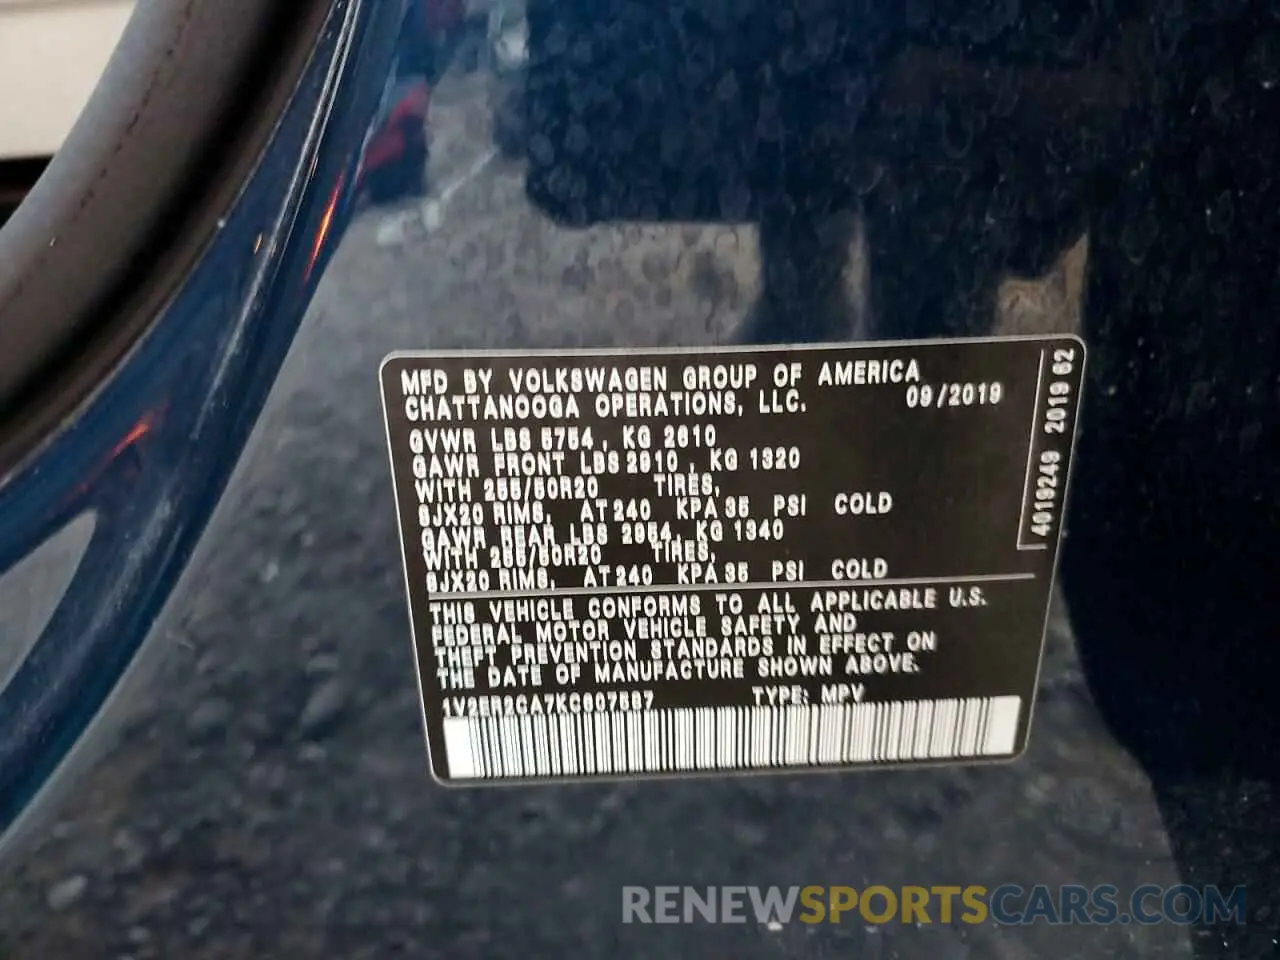 MFD BY VOLKSWAGEN GROUP OF AMERICA
CHATTANOOGA OPERATIONS, LLC. 09/2019
GVWR LBS 5754, KG 2610
GAWR FRONT LBS 2910, KG 1320
WITH 255/50R20 TIRES,
8JX20 RIMS, AT 240 KPA 35 PSI COLD
GAWR REAR LBS 2954, KG 1340
WITH 255/50R20 TIRES,
8JX20 RIMS, AT 240 KPA 35 PSI COLD
THIS VEHICLE CONFORMS TO ALL APPLICABLE U.S.
FEDERAL MOTOR VEHICLE SAFETY AND
THEFT PREVENTION STANDARDS IN EFFECT ON
THE DATE OF MANUFACTURE SHOWN ABOVE.
1V2ER2CA7KC607587 TYPE: MPV
4019249 2019 62
RENEWSPORTSCARS.COM